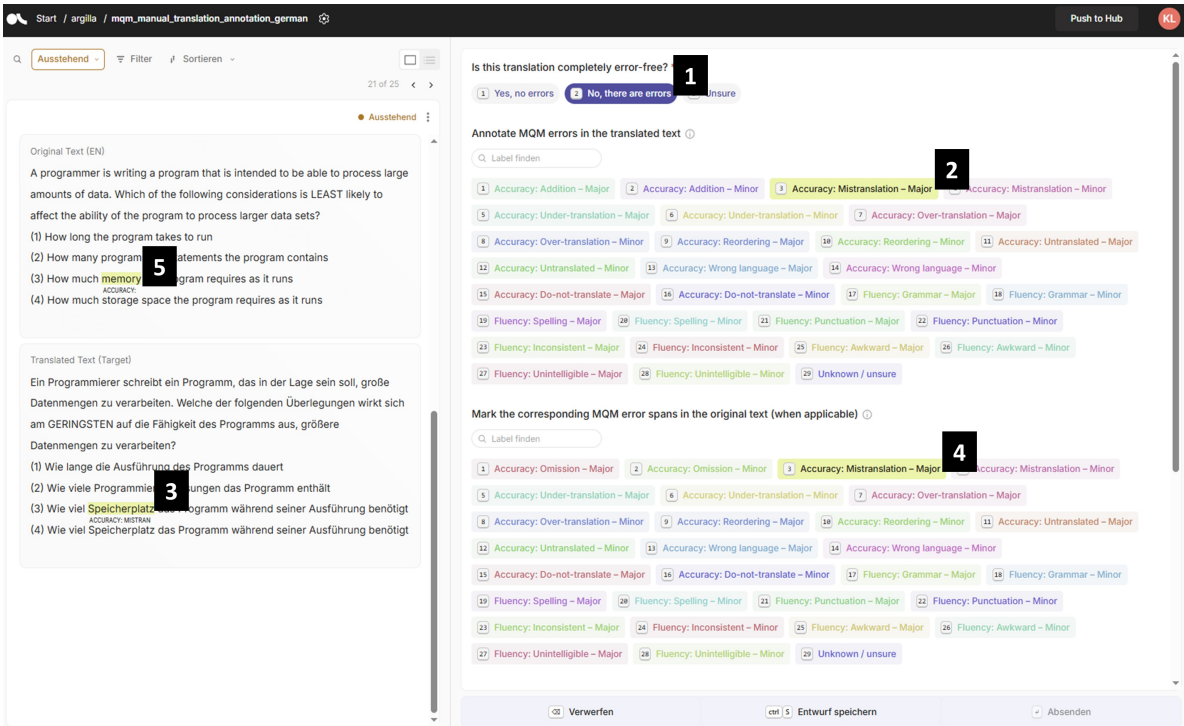 Start / argilla / mqm_manual_translation_annotation_german
Push to Hub
KL
Ausstehend
Filter
Sortieren
21 of 25
Ausstehend
Original Text (EN)
A programmer is writing a program that is intended to be able to process large
amounts of data. Which of the following considerations is LEAST likely to
affect the ability of the program to process larger data sets?
(1) How long the program takes to run
(2) How many program atements the program contains
5
(3) How much memory gram requires as it runs
ACCURACY:
(4) How much storage space the program requires as it runs
Translated Text (Target)
Ein Programmierer schreibt ein Programm, das in der Lage sein soll, große
Datenmengen zu verarbeiten. Welche der folgenden Überlegungen wirkt sich
am GERINGSTEN auf die Fähigkeit des Programms aus, größere
Datenmengen zu verarbeiten?
(1) Wie lange die Ausführung des Programms dauert
(2) Wie viele Programmier sungen das Programm enthält
3
(3) Wie viel Speicherplatz das Programm während seiner Ausführung benötigt
ACCURACY: MISTRAN
(4) Wie viel Speicherplatz das Programm während seiner Ausführung benötigt
Is this translation completely error-free? *
1
1 Yes, no errors 2 No, there are errors Unsure
Annotate MQM errors in the translated text
Label finden
2
1 Accuracy: Addition – Major 2 Accuracy: Addition – Minor 3 Accuracy: Mistranslation – Major Accuracy: Mistranslation – Minor
5 Accuracy: Under-translation – Major 6 Accuracy: Under-translation – Minor 7 Accuracy: Over-translation – Major
8 Accuracy: Over-translation – Minor 9 Accuracy: Reordering – Major 10 Accuracy: Reordering – Minor 11 Accuracy: Untranslated – Major
12 Accuracy: Untranslated – Minor 13 Accuracy: Wrong language – Major 14 Accuracy: Wrong language – Minor
15 Accuracy: Do-not-translate – Major 16 Accuracy: Do-not-translate – Minor 17 Fluency: Grammar – Major 18 Fluency: Grammar – Minor
19 Fluency: Spelling – Major 20 Fluency: Spelling – Minor 21 Fluency: Punctuation – Major 22 Fluency: Punctuation – Minor
23 Fluency: Inconsistent – Major 24 Fluency: Inconsistent – Minor 25 Fluency: Awkward – Major 26 Fluency: Awkward – Minor
27 Fluency: Unintelligible – Major 28 Fluency: Unintelligible – Minor 29 Unknown / unsure
Mark the corresponding MQM error spans in the original text (when applicable)
Label finden
4
1 Accuracy: Omission – Major 2 Accuracy: Omission – Minor 3 Accuracy: Mistranslation – Major Accuracy: Mistranslation – Minor
5 Accuracy: Under-translation – Major 6 Accuracy: Under-translation – Minor 7 Accuracy: Over-translation – Major
8 Accuracy: Over-translation – Minor 9 Accuracy: Reordering – Major 10 Accuracy: Reordering – Minor 11 Accuracy: Untranslated – Major
12 Accuracy: Untranslated – Minor 13 Accuracy: Wrong language – Major 14 Accuracy: Wrong language – Minor
15 Accuracy: Do-not-translate – Major 16 Accuracy: Do-not-translate – Minor 17 Fluency: Grammar – Major 18 Fluency: Grammar – Minor
19 Fluency: Spelling – Major 20 Fluency: Spelling – Minor 21 Fluency: Punctuation – Major 22 Fluency: Punctuation – Minor
23 Fluency: Inconsistent – Major 24 Fluency: Inconsistent – Minor 25 Fluency: Awkward – Major 26 Fluency: Awkward – Minor
27 Fluency: Unintelligible – Major 28 Fluency: Unintelligible – Minor 29 Unknown / unsure
Verwerfen
ctrl S Entwurf speichern
Absenden